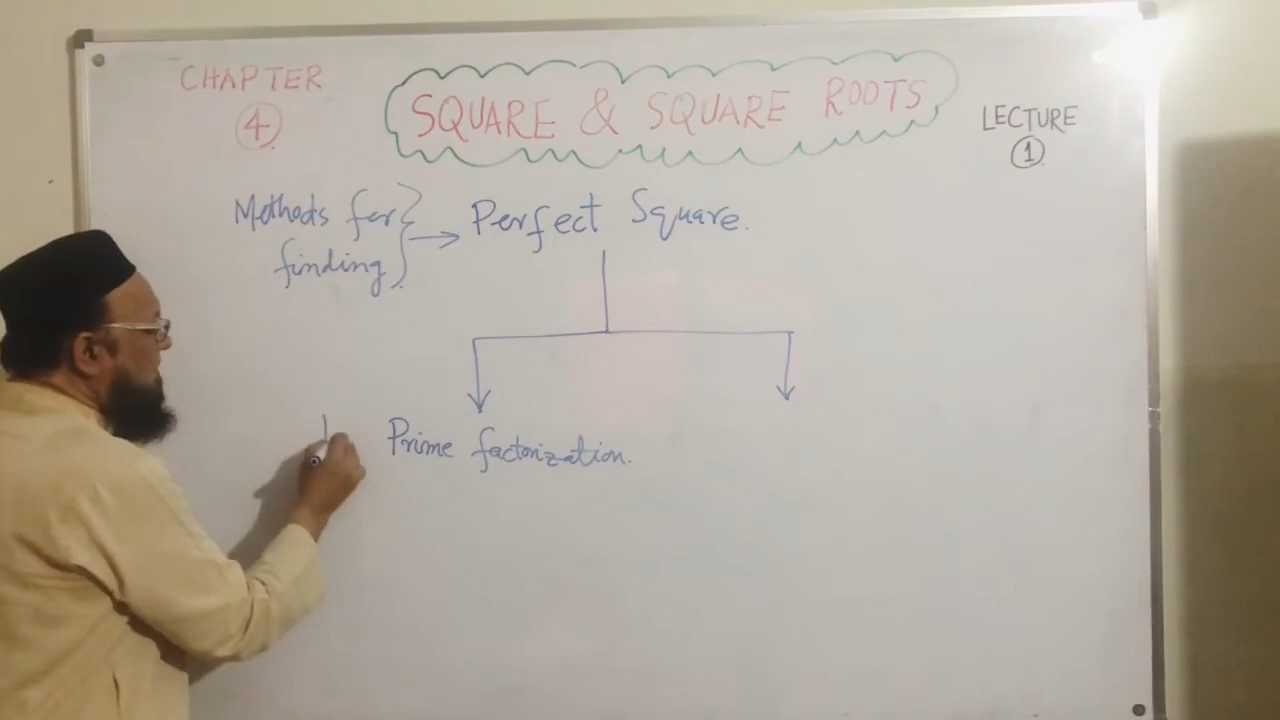 CHAPTER
4.
SQUARE & SQUARE ROOTS
LECTURE
1
Methods for
finding
} → Perfect Square.
Prime factorization.